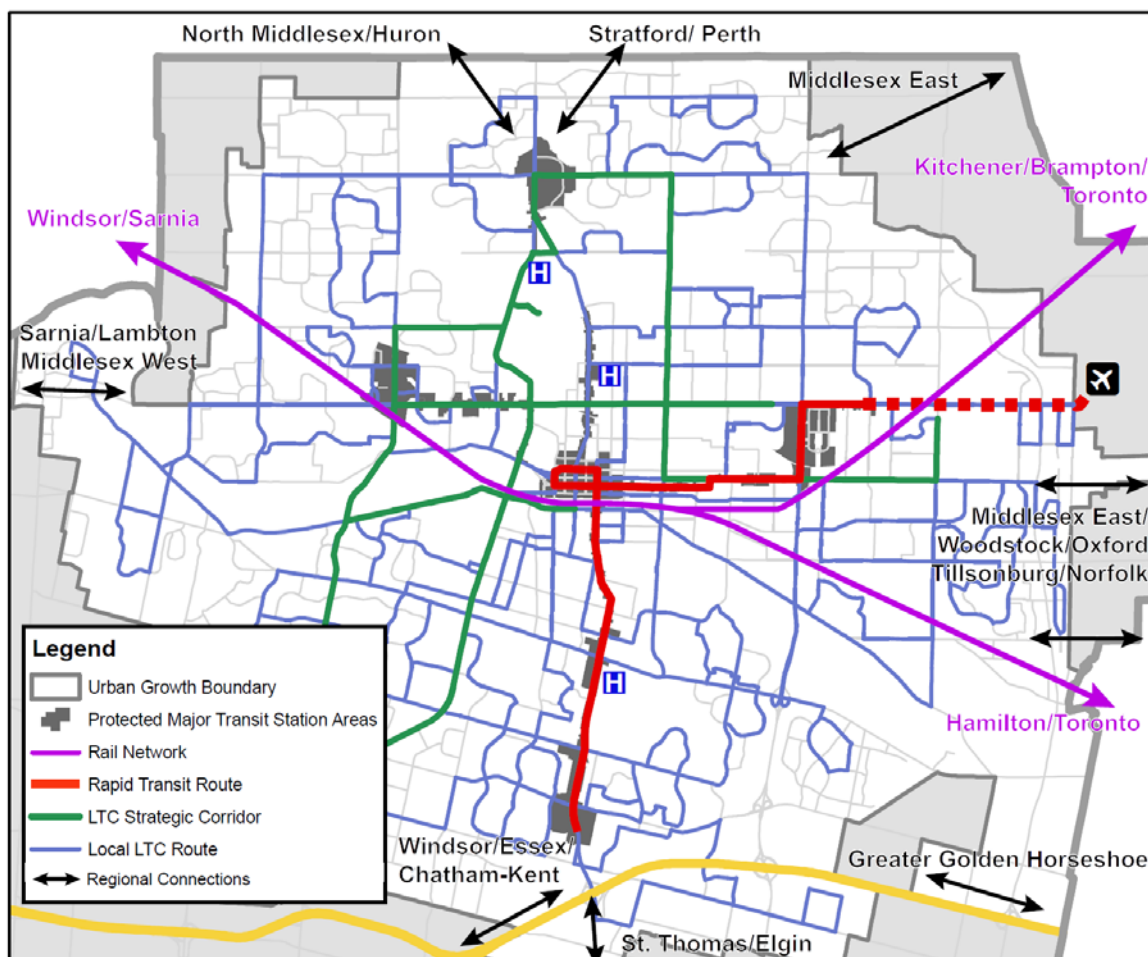 North Middlesex/Huron
Stratford/ Perth
Middlesex East
Kitchener/Brampton/
Toronto
Windsor/Sarnia
H
Sarnia/Lambton
Middlesex West
H
Middlesex East/
Woodstock/Oxford
Tillsonburg/Norfolk
H
Hamilton/Toronto
Legend
Urban Growth Boundary
Protected Major Transit Station Areas
Rail Network
Rapid Transit Route
LTC Strategic Corridor
Local LTC Route
Regional Connections
Windsor/Essex/
Chatham-Kent
Greater Golden Horseshoe
St. Thomas/Elgin